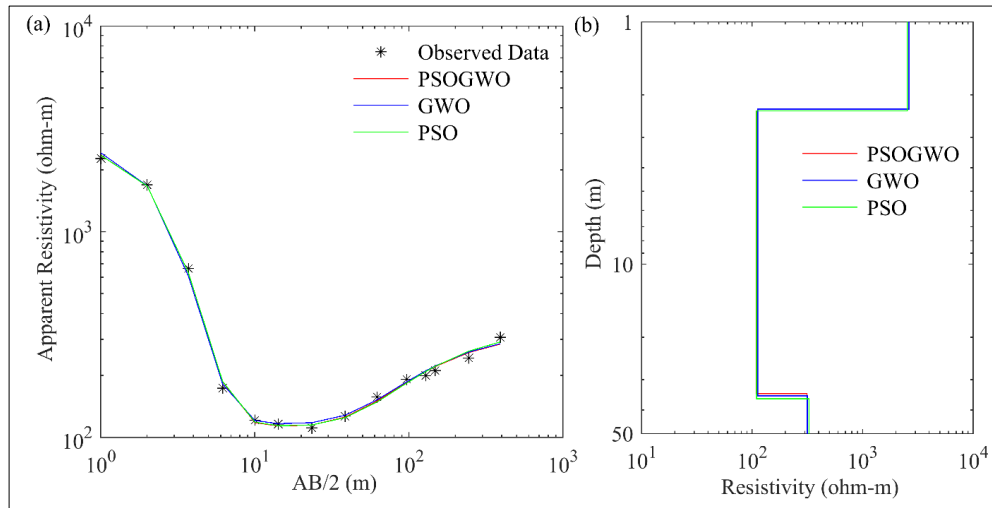 (a)
10^4
10^3
10^2
Apparent Resistivity (ohm-m)
Observed Data
PSOGWO
GWO
PSO
10^0
10^1
10^2
10^3
AB/2 (m)
(b)
1
10
50
Depth (m)
PSOGWO
GWO
PSO
10^1
10^2
10^3
10^4
Resistivity (ohm-m)